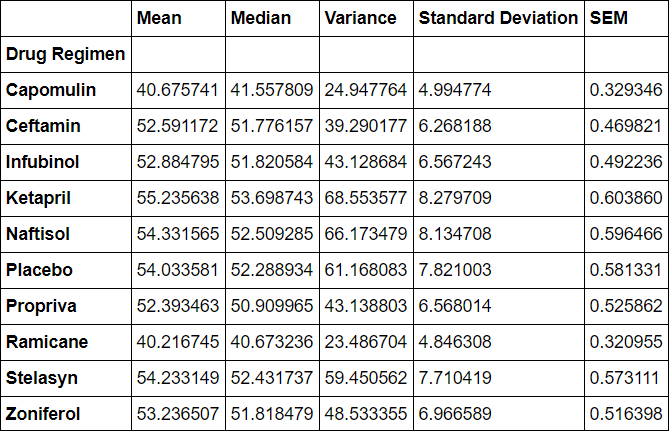 Mean Median Variance Standard Deviation SEM
Drug Regimen
Capomulin 40.675741 41.557809 24.947764 4.994774 0.329346
Ceftamin 52.591172 51.776157 39.290177 6.268188 0.469821
Infubinol 52.884795 51.820584 43.128684 6.567243 0.492236
Ketapril 55.235638 53.698743 68.553577 8.279709 0.603860
Naftisol 54.331565 52.509285 66.173479 8.134708 0.596466
Placebo 54.033581 52.288934 61.168083 7.821003 0.581331
Propriva 52.393463 50.909965 43.138803 6.568014 0.525862
Ramicane 40.216745 40.673236 23.486704 4.846308 0.320955
Stelasyn 54.233149 52.431737 59.450562 7.710419 0.573111
Zoniferol 53.236507 51.818479 48.533355 6.966589 0.516398